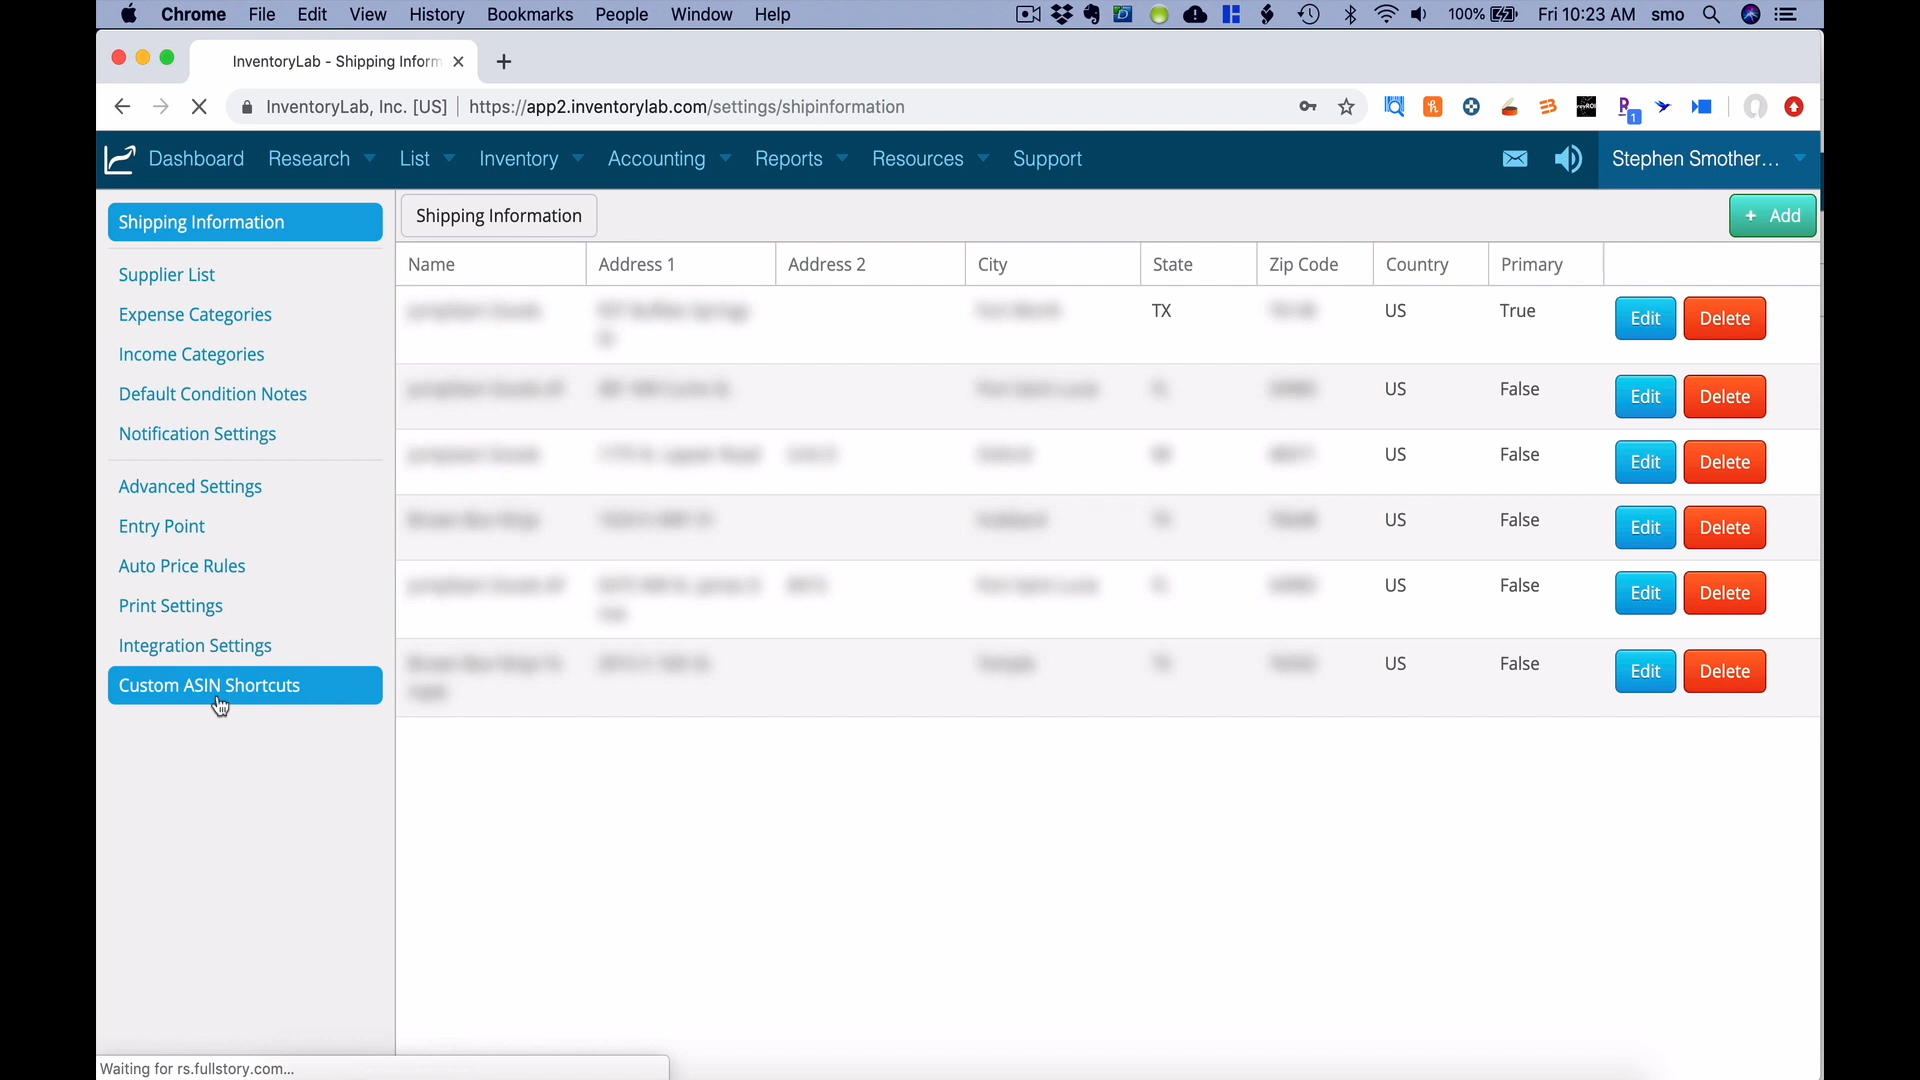 Chrome File Edit View History Bookmarks People Window Help 100% Fri 10:23 AM smo
InventoryLab - Shipping Inform
InventoryLab, Inc. [US] https://app2.inventorylab.com/settings/shipinformation 1
Dashboard Research List Inventory Accounting Reports Resources Support Stephen Smother...
Shipping Information
Supplier List
Expense Categories
Income Categories
Default Condition Notes
Notification Settings
Advanced Settings
Entry Point
Auto Price Rules
Print Settings
Integration Settings
Custom ASIN Shortcuts
Shipping Information + Add
Name Address 1 Address 2 City State Zip Code Country Primary
TX US True Edit Delete
US False Edit Delete
US False Edit Delete
US False Edit Delete
US False Edit Delete
US False Edit Delete
Waiting for rs.fullstory.com...